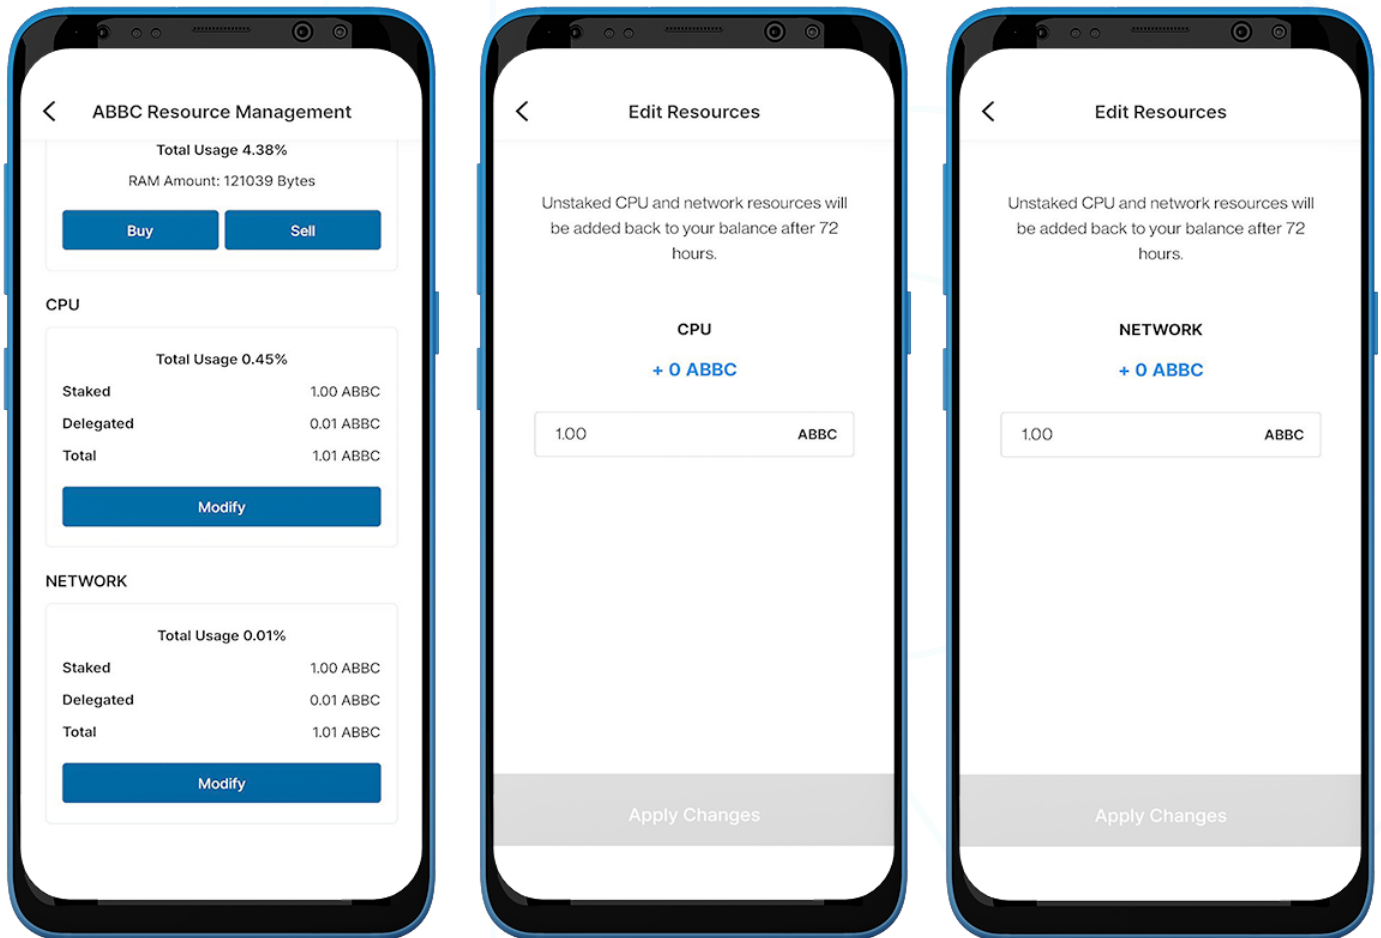 ABBC Resource Management
Total Usage 4.38%
RAM Amount: 121039 Bytes
Buy Sell
CPU
Total Usage 0.45%
Staked 1.00 ABBC
Delegated 0.01 ABBC
Total 1.01 ABBC
Modify
NETWORK
Total Usage 0.01%
Staked 1.00 ABBC
Delegated 0.01 ABBC
Total 1.01 ABBC
Modify
Edit Resources
Unstaked CPU and network resources will
be added back to your balance after 72
hours.
CPU
+ 0 ABBC
1.00 ABBC
Apply Changes
Edit Resources
Unstaked CPU and network resources will
be added back to your balance after 72
hours.
NETWORK
+ 0 ABBC
1.00 ABBC
Apply Changes